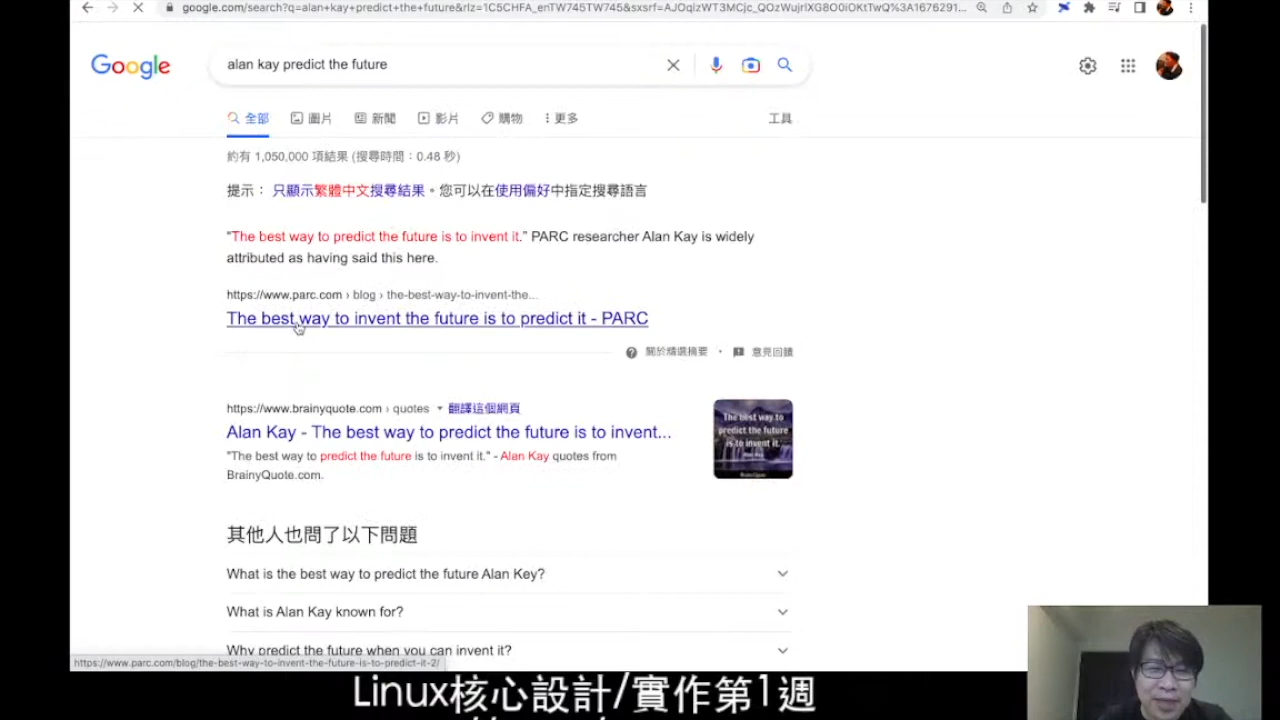 google.com/search?q=alan+kay+predict+the+future&rlz=1C5CHFA_enTW745TW745&sxsrf=AJOqlzWT3MCjc_QOzWujrlXG8O0iOKtTwQ%3A1676291...
Google
alan kay predict the future
全部 圖片 新聞 影片 購物 更多 工具
約有 1,050,000 項結果 (搜尋時間：0.48 秒)
提示： 只顯示繁體中文搜尋結果。您可以在使用偏好中指定搜尋語言
“The best way to predict the future is to invent it.” PARC researcher Alan Kay is widely
attributed as having said this here.
https://www.parc.com › blog › the-best-way-to-invent-the...
The best way to invent the future is to predict it - PARC
關於精選摘要 • 意見回饋
https://www.brainyquote.com › quotes 翻譯這個網頁
Alan Kay - The best way to predict the future is to invent...
"The best way to predict the future is to invent it." - Alan Kay quotes from
BrainyQuote.com.
The best way to
predict the future
is to invent it.
Alan Kay
其他人也問了以下問題
What is the best way to predict the future Alan Key?
What is Alan Kay known for?
Why predict the future when you can invent it?
https://www.parc.com/blog/the-best-way-to-invent-the-future-is-to-predict-it-2/
Linux核心設計/實作第1週